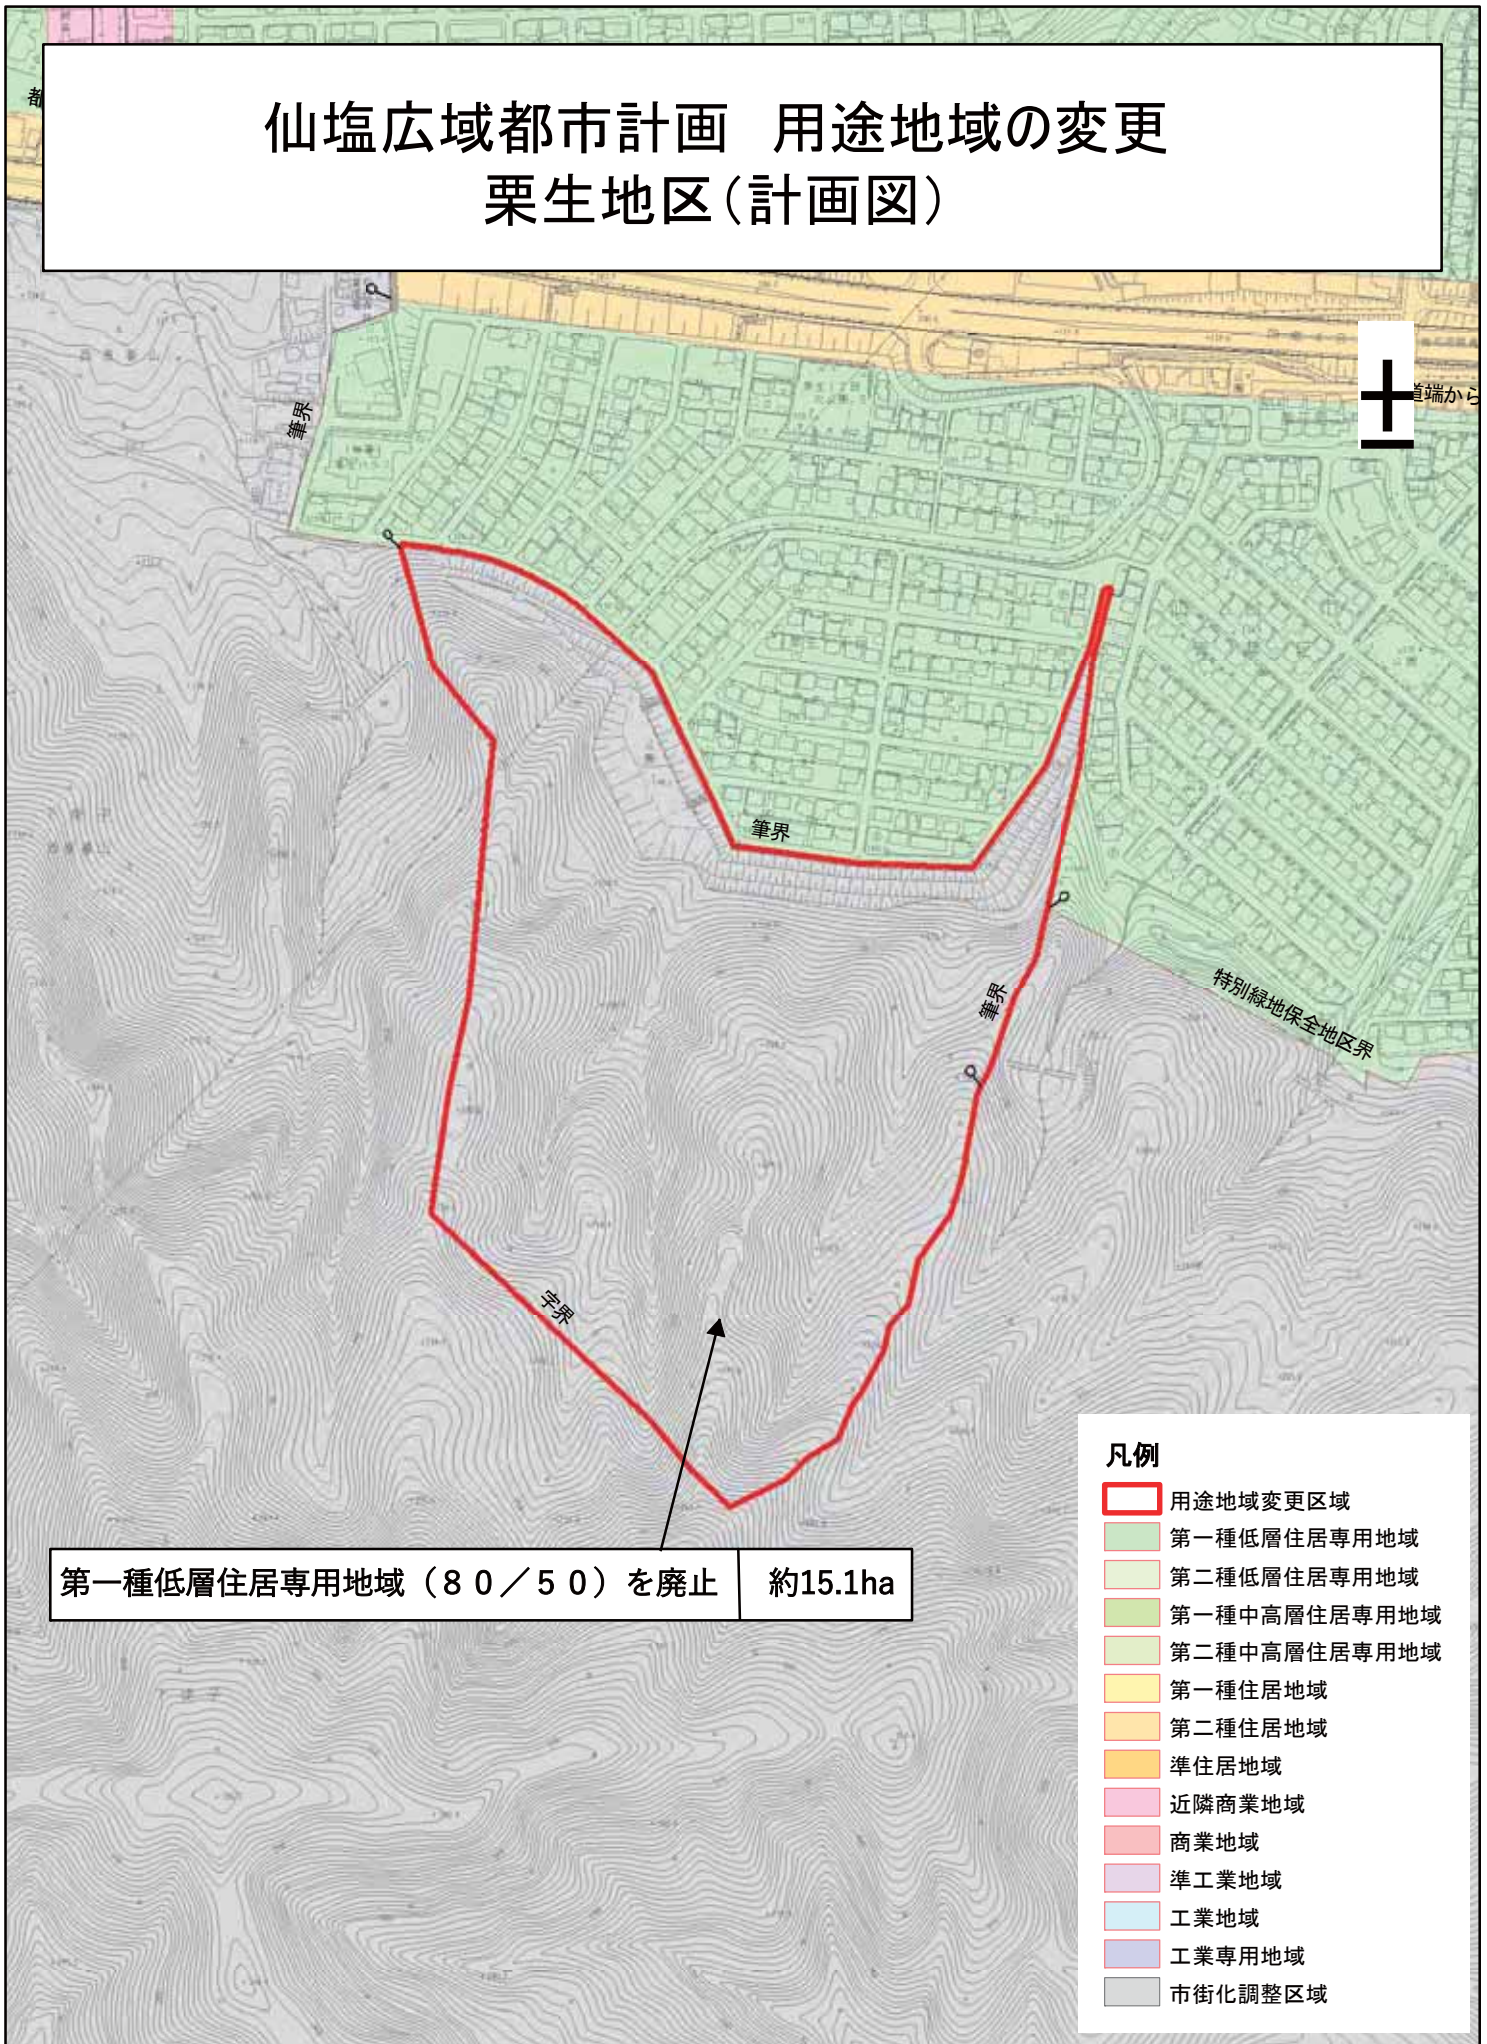 仙塩広域都市計画　用途地域の変更
栗生地区（計画図）
都
道端から
筆界
筆界
筆界
特別緑地保全地区界
字界
第一種低層住居専用地域（８０／５０）を廃止
約15.1ha
凡例
用途地域変更区域
第一種低層住居専用地域
第二種低層住居専用地域
第一種中高層住居専用地域
第二種中高層住居専用地域
第一種住居地域
第二種住居地域
準住居地域
近隣商業地域
商業地域
準工業地域
工業地域
工業専用地域
市街化調整区域